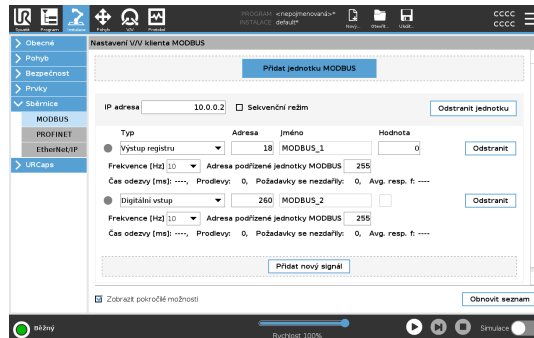 UR
PROGRAM <nepojmenovaná>*
INSTALACE default*
Spustit Program Instalace Pohyb V/V Protokol
Nový... Otevřít... Uložit...
CCCC
CCCC
Obecné
Pohyb
Bezpečnost
Prvky
Sběrnice
MODBUS
PROFINET
EtherNet/IP
URCaps
Nastavení V/V klienta MODBUS
Přidat jednotku MODBUS
IP adresa 10.0.0.2 Sekvenční režim Odstranit jednotku
Typ Adresa Jméno Hodnota
Výstup registru 18 MODBUS_1 0 Odstranit
Frekvence [Hz] 10 Adresa podřízené jednotky MODBUS 255
Čas odezvy [ms]: ----, Prodlevy: 0, Požadavky se nezdařily: 0, Avg. resp. f: ----
Digitální vstup 260 MODBUS_2 Odstranit
Frekvence [Hz] 10 Adresa podřízené jednotky MODBUS 255
Čas odezvy [ms]: ----, Prodlevy: 0, Požadavky se nezdařily: 0, Avg. resp. f: ----
Přidat nový signál
Zobrazit pokročilé možnosti Obnovit seznam
Běžný
Rychlost 100%
Simulace